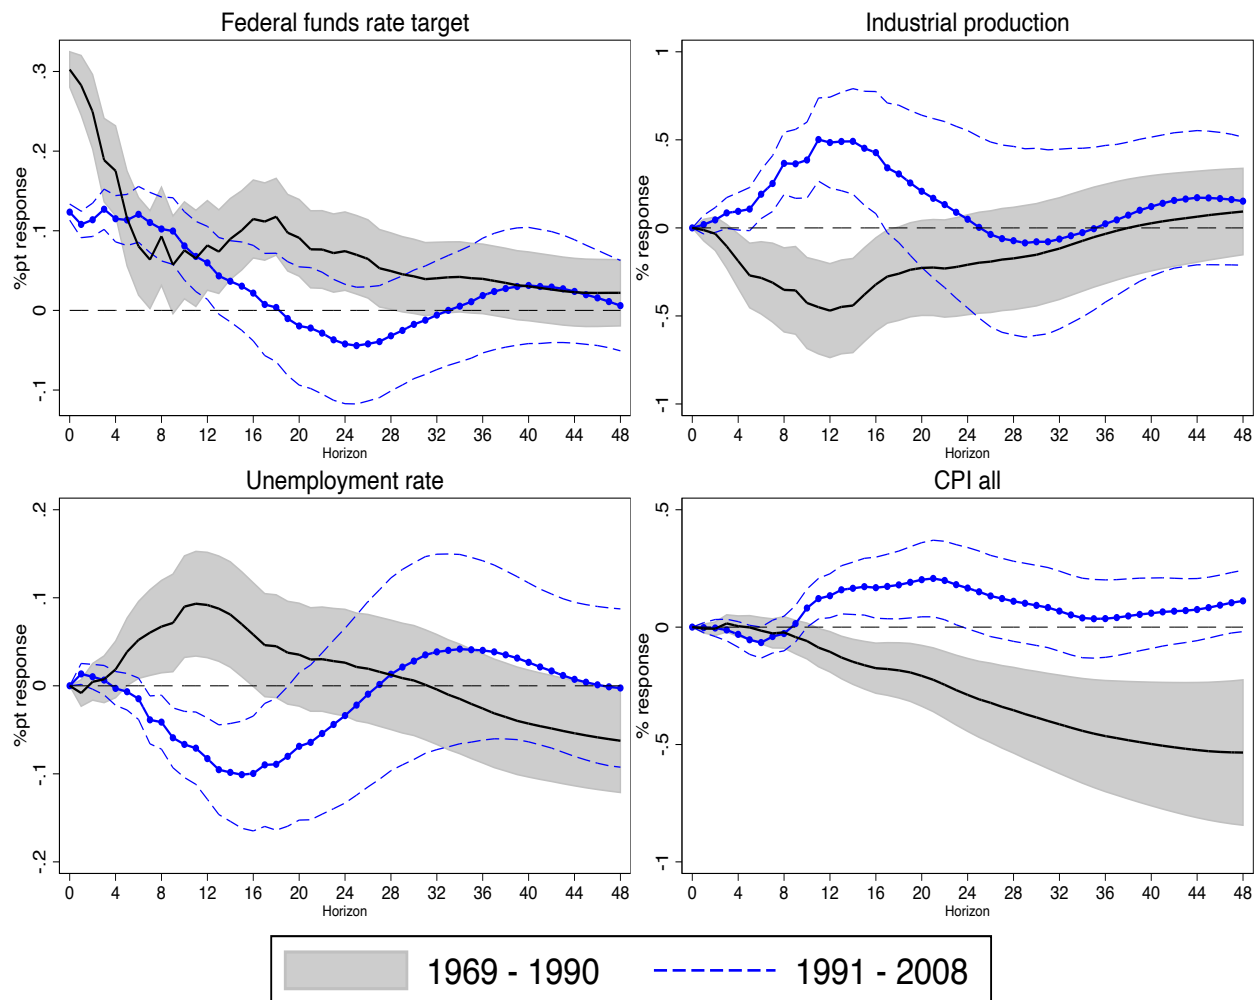 Federal funds rate target
%pt response
.3
.2
.1
0
-.1
0 4 8 12 16 20 24 28 32 36 40 44 48
Horizon
Industrial production
% response
1
.5
0
-.5
-1
0 4 8 12 16 20 24 28 32 36 40 44 48
Horizon
Unemployment rate
%pt response
.2
.1
0
-.1
-.2
0 4 8 12 16 20 24 28 32 36 40 44 48
Horizon
CPI all
% response
.5
0
-.5
-1
0 4 8 12 16 20 24 28 32 36 40 44 48
Horizon
1969 - 1990 1991 - 2008